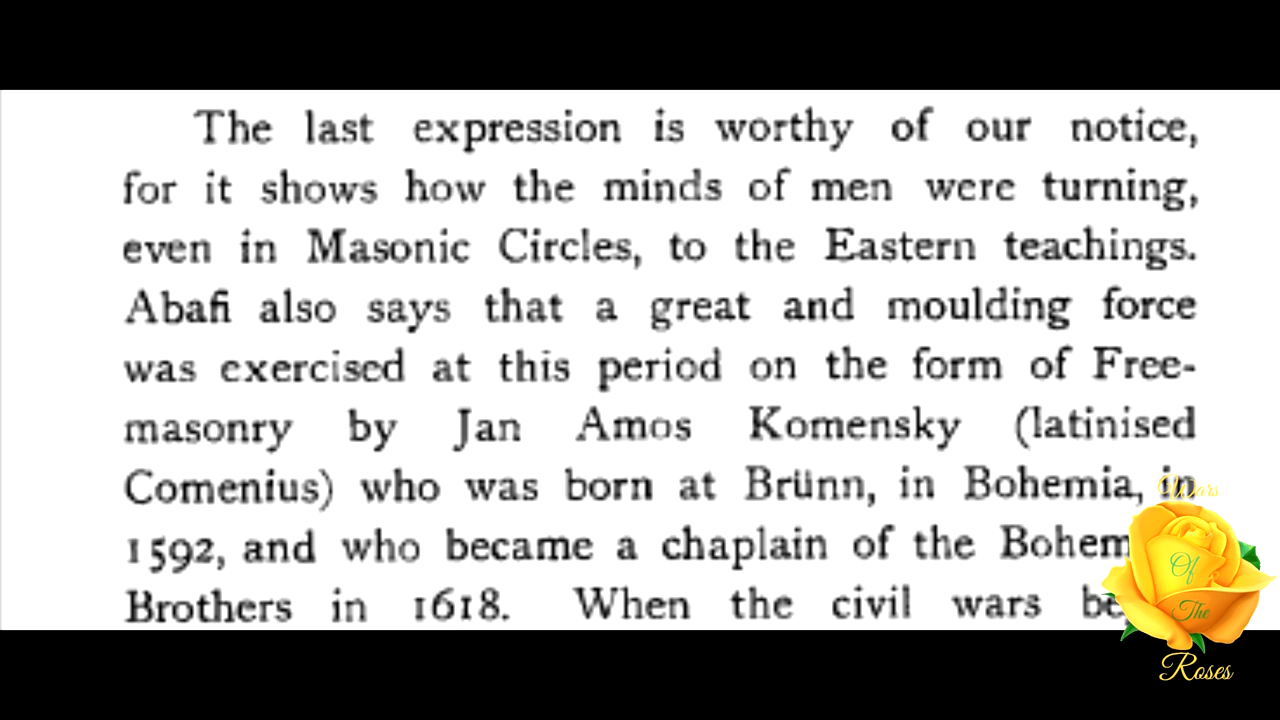 The last expression is worthy of our notice,
for it shows how the minds of men were turning,
even in Masonic Circles, to the Eastern teachings.
Abafi also says that a great and moulding force
was exercised at this period on the form of Free-
masonry by Jan Amos Komensky (latinised
Comenius) who was born at Brünn, in Bohemia, in
1592, and who became a chaplain of the
Brothers in 1618. When the civil wars
Wars
Of
The
Roses